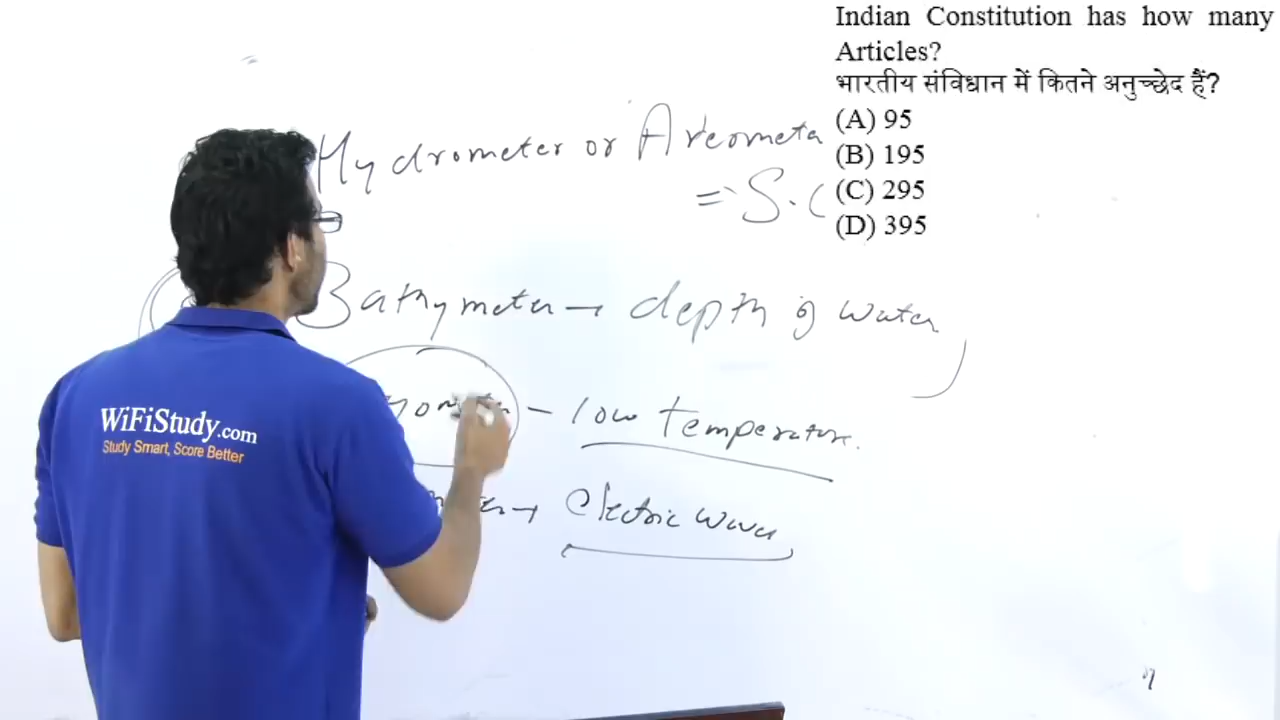 Indian Constitution has how many
Articles?
भारतीय संविधान में कितने अनुच्छेद हैं?
(A) 95
(B) 195
(C) 295
(D) 395
Hydrometer or Areometer
= S.
Bathymeter → depth of water
– low temperature.
→ electric wave
WiFiStudy.com
Study Smart, Score Better